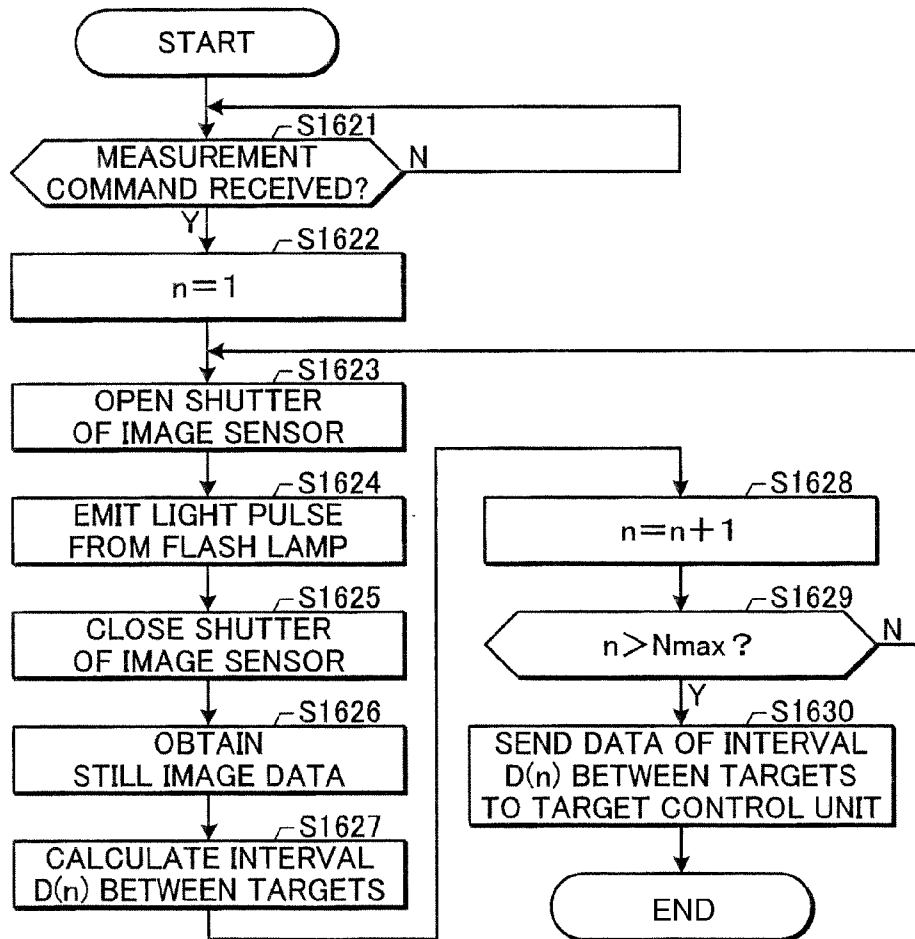 START
S1621
MEASUREMENT
COMMAND RECEIVED?
N
Y
S1622
n=1
S1623
OPEN SHUTTER
OF IMAGE SENSOR
S1624
EMIT LIGHT PULSE
FROM FLASH LAMP
S1625
CLOSE SHUTTER
OF IMAGE SENSOR
S1626
OBTAIN
STILL IMAGE DATA
S1627
CALCULATE INTERVAL
D(n) BETWEEN TARGETS
S1628
n=n+1
S1629
n>Nmax?
N
Y
S1630
SEND DATA OF INTERVAL
D(n) BETWEEN TARGETS
TO TARGET CONTROL UNIT
END